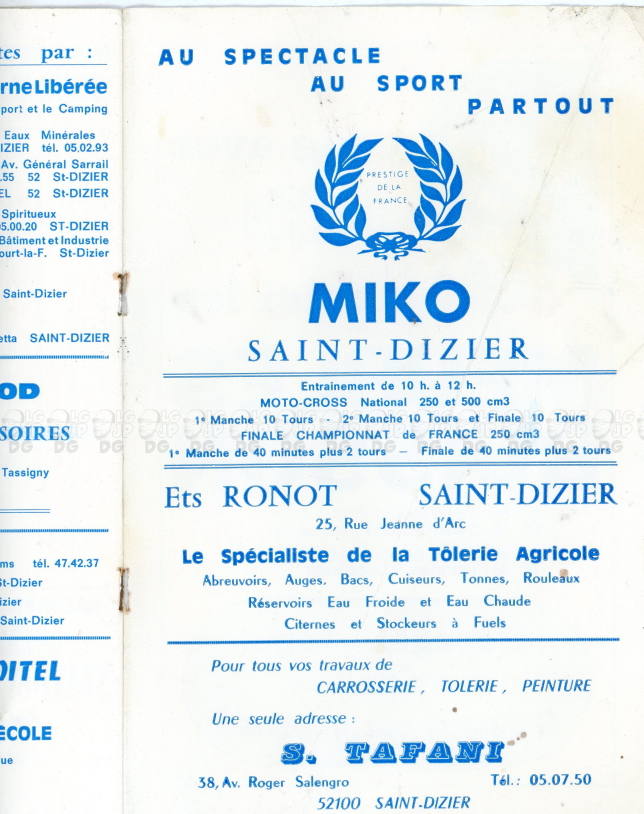 tes par :
rne Libérée
port et le Camping
Eaux Minérales
IZIER tél. 05.02.93
Av. Général Sarrail
.55 52 St-DIZIER
EL 52 St-DIZIER
Spiritueux
05.00.20 ST-DIZIER
Bâtiment et Industrie
ourt-la-F. St-Dizier
Saint-Dizier
etta SAINT-DIZIER
OD
SOIRES
Tassigny
ms tél. 47.42.37
St-Dizier
izier
Saint-Dizier
OITEL
ECOLE
ue
AU SPECTACLE
AU SPORT
PARTOUT
PRESTIGE
DE LA
FRANCE
MIKO
SAINT-DIZIER
Entrainement de 10 h. à 12 h.
MOTO-CROSS National 250 et 500 cm3
1e Manche 10 Tours - 2e Manche 10 Tours et Finale 10 Tours
FINALE CHAMPIONNAT de FRANCE 250 cm3
1e Manche de 40 minutes plus 2 tours — Finale de 40 minutes plus 2 tours
Ets RONOT SAINT-DIZIER
25, Rue Jeanne d'Arc
Le Spécialiste de la Tôlerie Agricole
Abreuvoirs, Auges, Bacs, Cuiseurs, Tonnes, Rouleaux
Réservoirs Eau Froide et Eau Chaude
Citernes et Stockeurs à Fuels
Pour tous vos travaux de
CARROSSERIE, TOLERIE, PEINTURE
Une seule adresse :
S. TAFANI
38, Av. Roger Salengro Tél.: 05.07.50
52100 SAINT-DIZIER